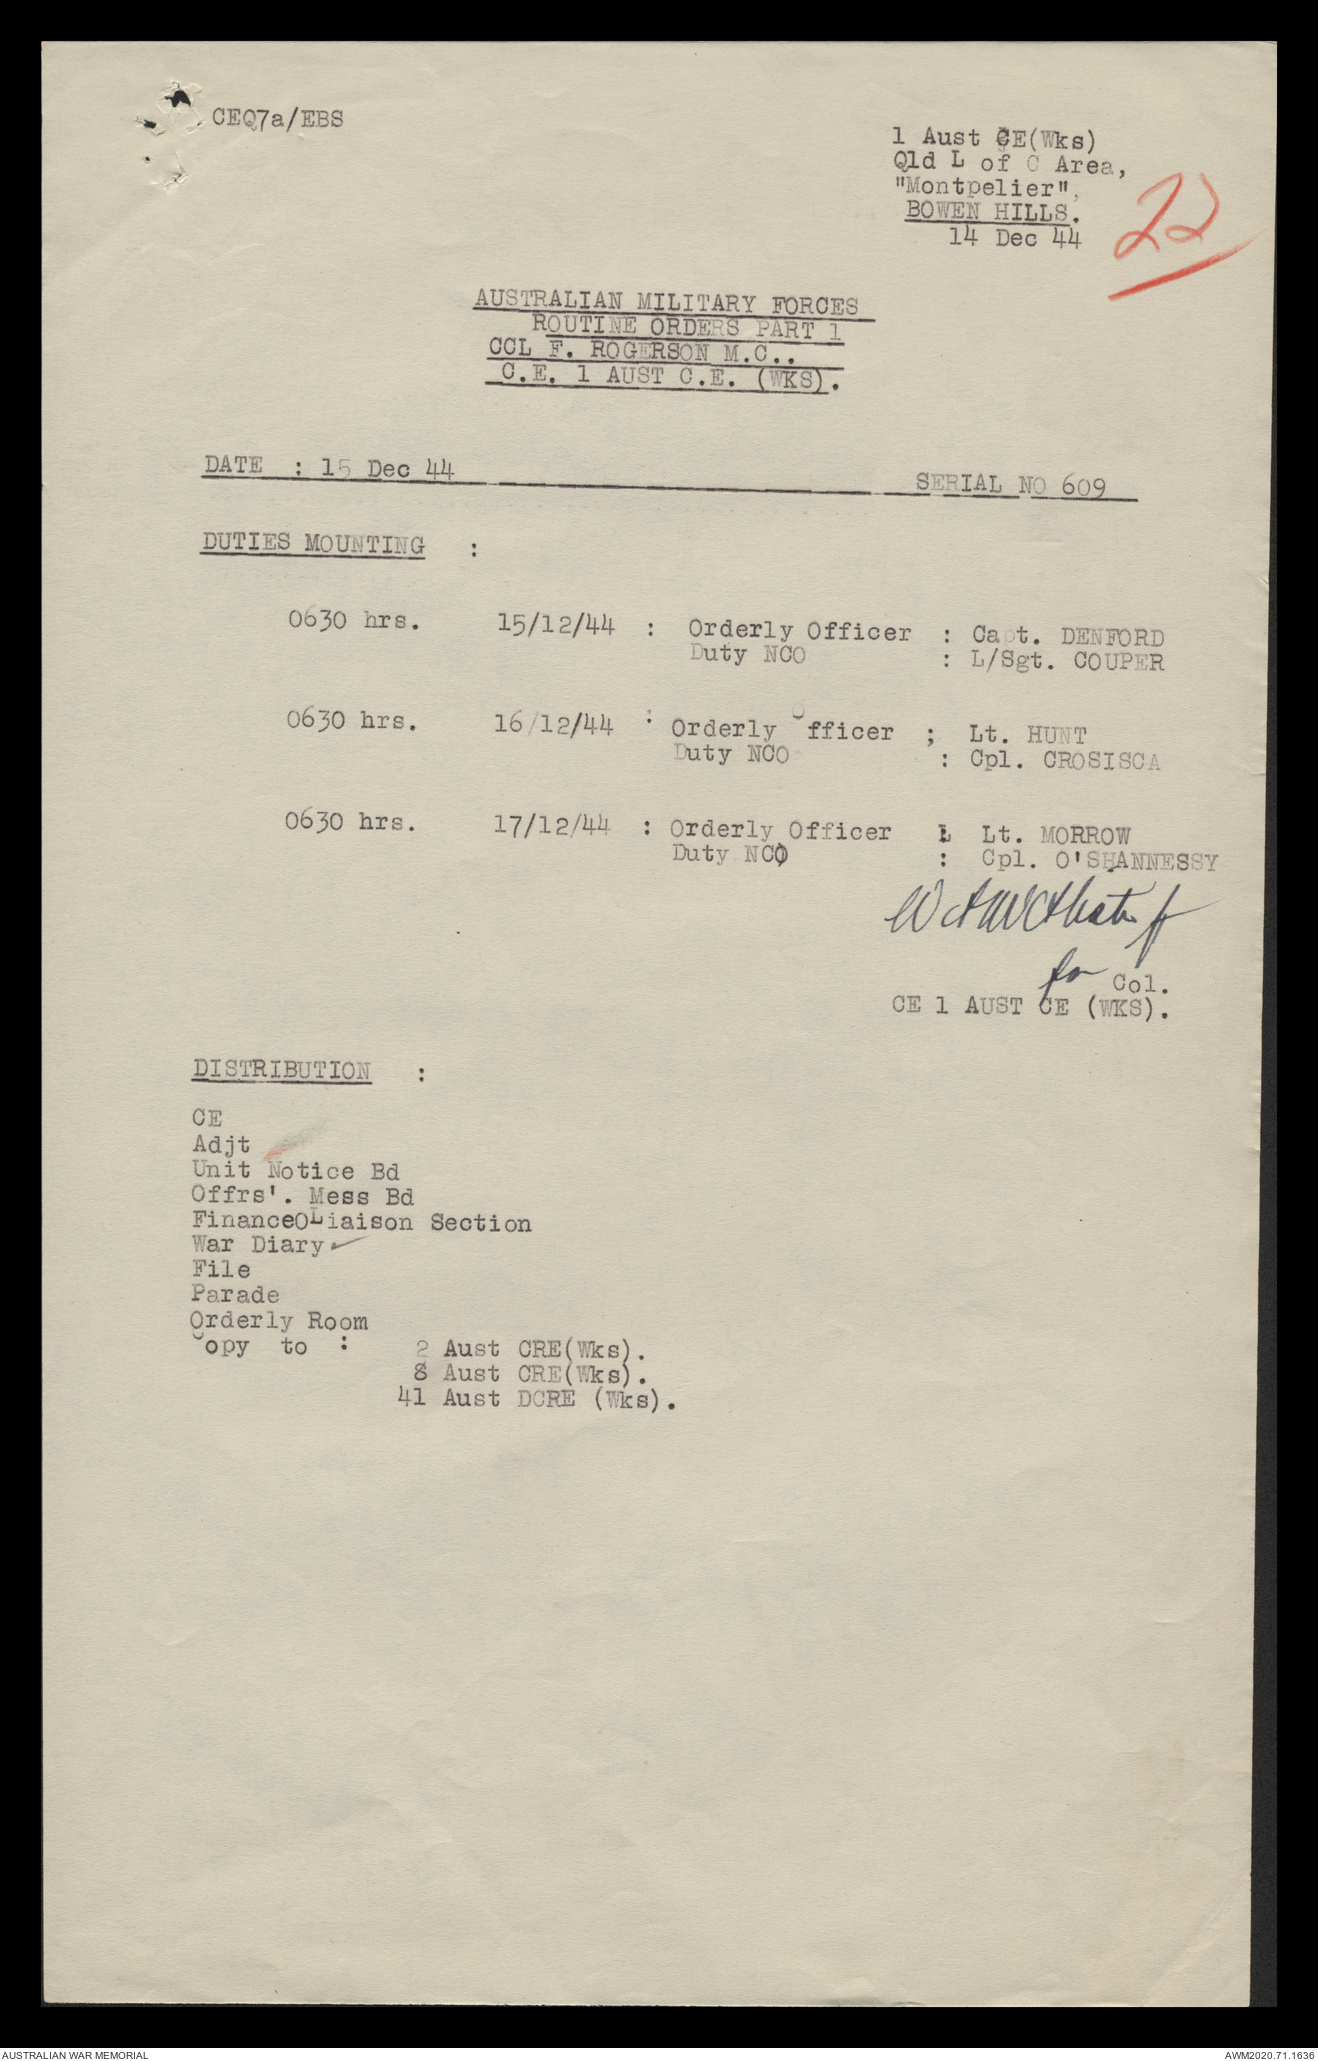 CEQ7a/EBS
1 Aust CE(Wks)
Qld L of C Area,
"Montpelier",
BOWEN HILLS.
14 Dec 44
22
AUSTRALIAN MILITARY FORCES
ROUTINE ORDERS PART 1
CCL F. ROGERSON M.C..
C.E. 1 AUST C.E. (WKS).
DATE : 15 Dec 44 SERIAL NO 609
DUTIES MOUNTING :
0630 hrs. 15/12/44 : Orderly Officer : Capt. DENFORD
Duty NCO : L/Sgt. COUPER
0630 hrs. 16/12/44 : Orderly Officer ; Lt. HUNT
Duty NCO : Cpl. CROSISCA
0630 hrs. 17/12/44 : Orderly Officer L Lt. MORROW
Duty NCO : Cpl. O'SHANNESSY
for Col.
CE 1 AUST CE (WKS).
DISTRIBUTION :
CE
Adjt
Unit Notice Bd
Offrs'. Mess Bd
FinanceOLiaison Section
War Diary ✓
File
Parade
Orderly Room
Copy to : 2 Aust CRE(Wks).
8 Aust CRE(Wks).
41 Aust DCRE (Wks).
AUSTRALIAN WAR MEMORIAL
AWM2020.71.1636